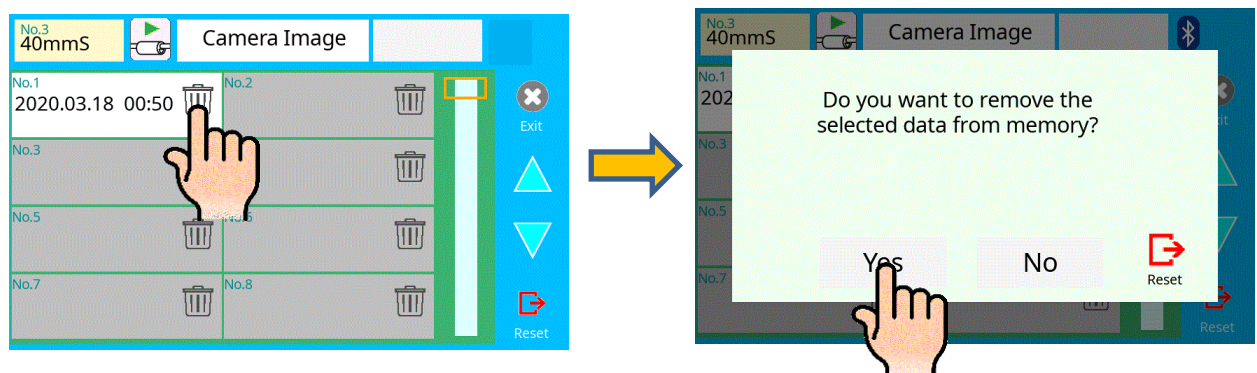 No.3
40mmS
Camera Image
No.1
2020.03.18 00:50
No.2
Exit
No.3
No.5
No.6
No.7
No.8
Reset
No.3
40mmS
Camera Image
No.1
202
No.3
No.5
No.7
Do you want to remove the
selected data from memory?
Yes
No
Reset
Reset